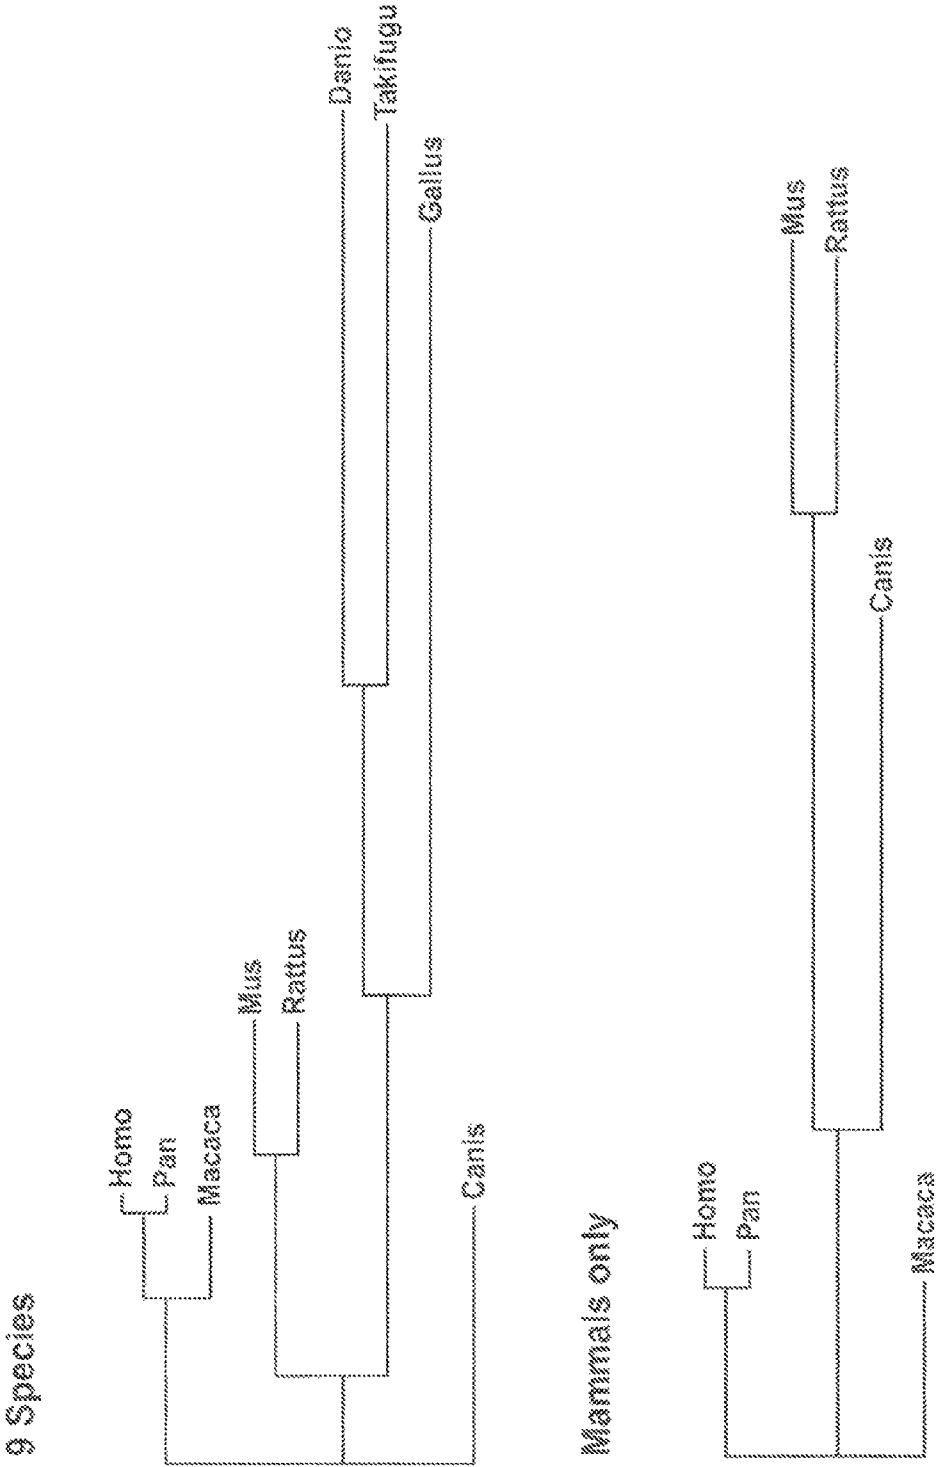 9 Species
Homo
Pan
Macaca
Mus
Rattus
Danio
Takifugu
Gallus
Canis
Mammals only
Homo
Pan
Mus
Rattus
Canis
Macaca